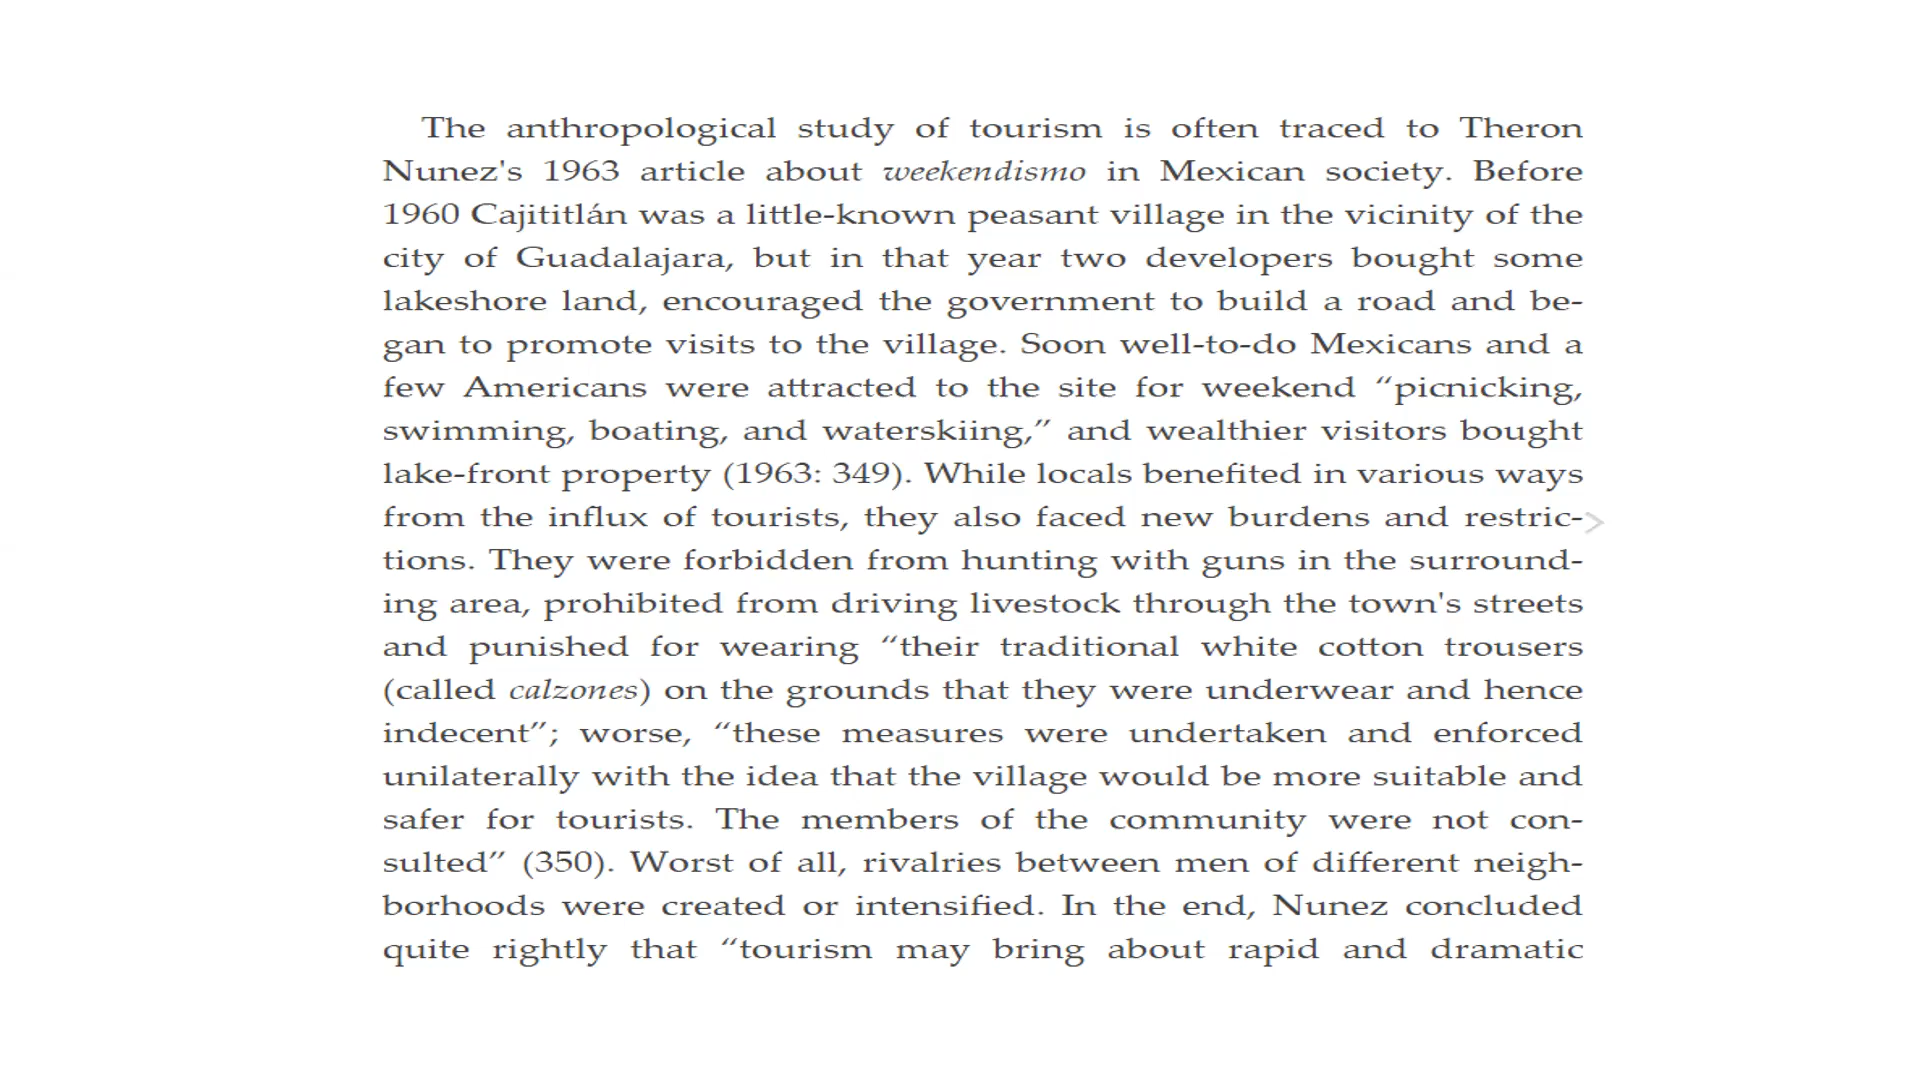 The anthropological study of tourism is often traced to Theron
Nunez's 1963 article about weekendismo in Mexican society. Before
1960 Cajititlán was a little-known peasant village in the vicinity of the
city of Guadalajara, but in that year two developers bought some
lakeshore land, encouraged the government to build a road and be-
gan to promote visits to the village. Soon well-to-do Mexicans and a
few Americans were attracted to the site for weekend “picnicking,
swimming, boating, and waterskiing,” and wealthier visitors bought
lake-front property (1963: 349). While locals benefited in various ways
from the influx of tourists, they also faced new burdens and restric-
tions. They were forbidden from hunting with guns in the surround-
ing area, prohibited from driving livestock through the town's streets
and punished for wearing “their traditional white cotton trousers
(called calzones) on the grounds that they were underwear and hence
indecent”; worse, “these measures were undertaken and enforced
unilaterally with the idea that the village would be more suitable and
safer for tourists. The members of the community were not con-
sulted” (350). Worst of all, rivalries between men of different neigh-
borhoods were created or intensified. In the end, Nunez concluded
quite rightly that “tourism may bring about rapid and dramatic